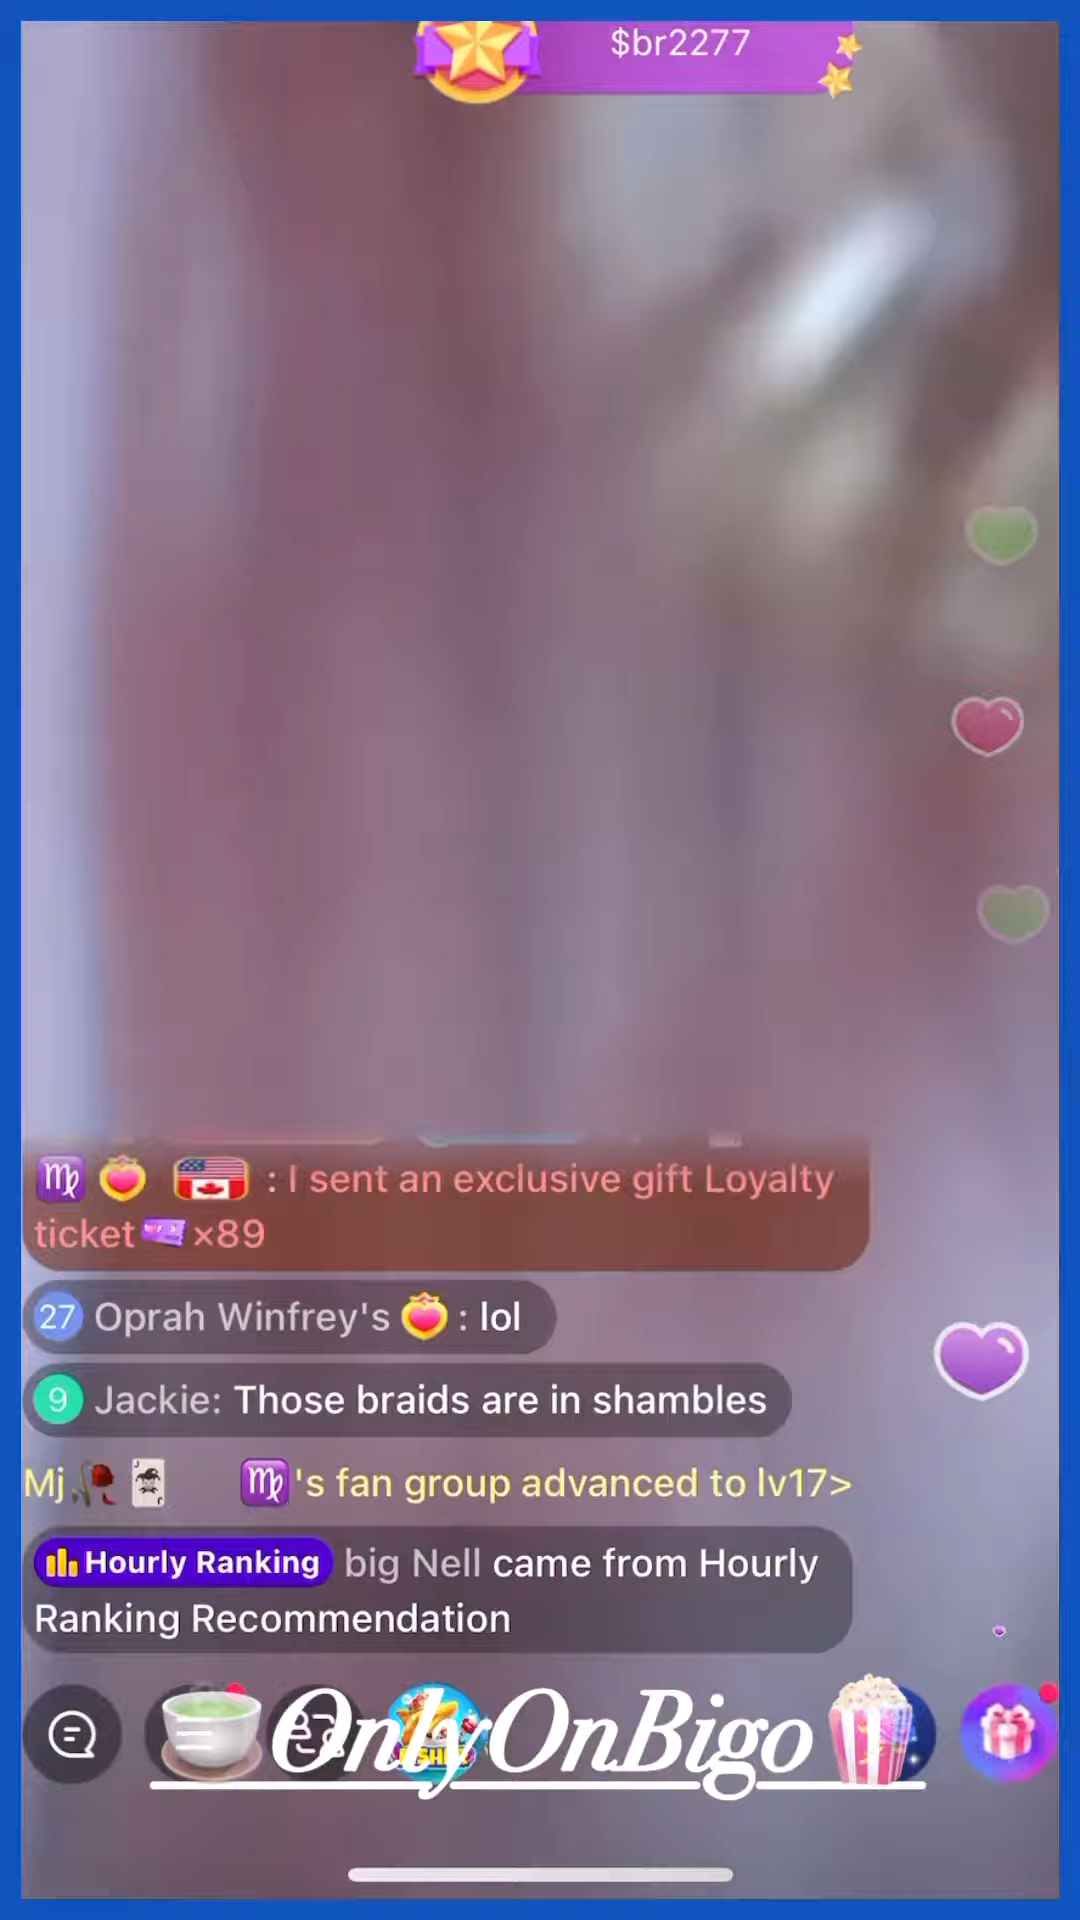 $br2277
: I sent an exclusive gift Loyalty
ticket ×89
27 Oprah Winfrey's : lol
9 Jackie: Those braids are in shambles
Mj 's fan group advanced to lv17>
Hourly Ranking big Nell came from Hourly
Ranking Recommendation
OnlyOnBigo